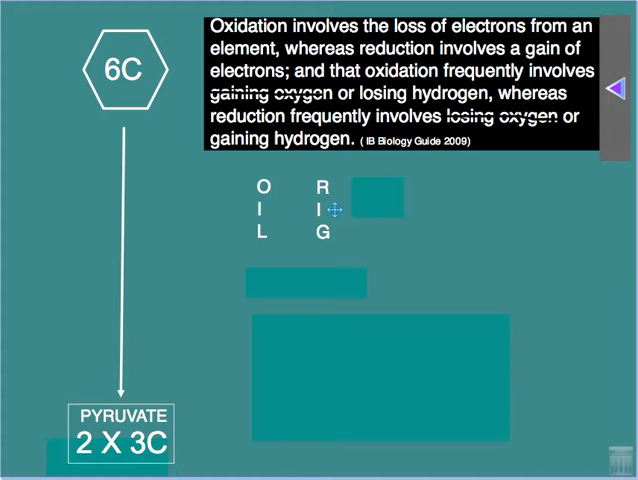 6C
Oxidation involves the loss of electrons from an
element, whereas reduction involves a gain of
electrons; and that oxidation frequently involves
gaining oxygen or losing hydrogen, whereas
reduction frequently involves losing oxygen or
gaining hydrogen. ( IB Biology Guide 2009)
O R
I I
L G
PYRUVATE
2 X 3C